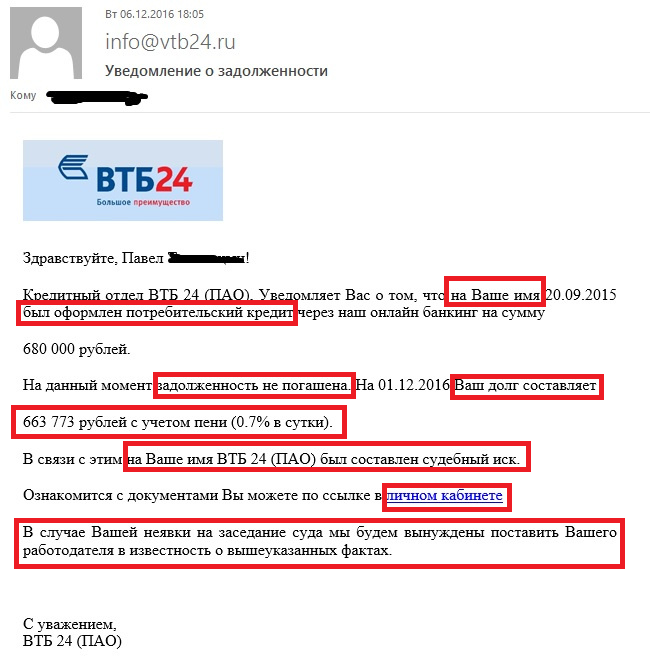 Вт 06.12.2016 18:05
info@vtb24.ru
Уведомление о задолженности
Кому
ВТБ24
Большое преимущество
Здравствуйте, Павел !
Кредитный отдел ВТБ 24 (ПАО). Уведомляет Вас о том, что на Ваше имя 20.09.2015
был оформлен потребительский кредит через наш онлайн банкинг на сумму
680 000 рублей.
На данный момент задолженность не погашена. На 01.12.2016 Ваш долг составляет
663 773 рублей с учетом пени (0.7% в сутки).
В связи с этим на Ваше имя ВТБ 24 (ПАО) был составлен судебный иск.
Ознакомится с документами Вы можете по ссылке в личном кабинете
В случае Вашей неявки на заседание суда мы будем вынуждены поставить Вашего
работодателя в известность о вышеуказанных фактах.
С уважением,
ВТБ 24 (ПАО)